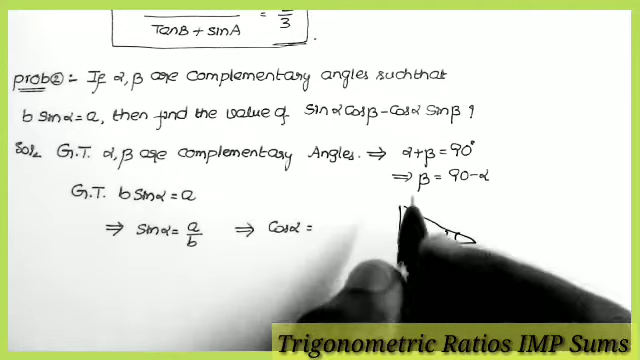 TanB + sinA = /3 .
prob② :- If α, β are complementary angles such that
b sinα = a, then find the value of sinα cosβ - cosα sinβ ?
Sol. G.T. α, β are complementary Angles. ⇒ α+β = 90°
⇒ β = 90-α
G.T. b sinα = a
⇒ sinα = a/b ⇒ cosα =
Trigonometric Ratios IMP Sums